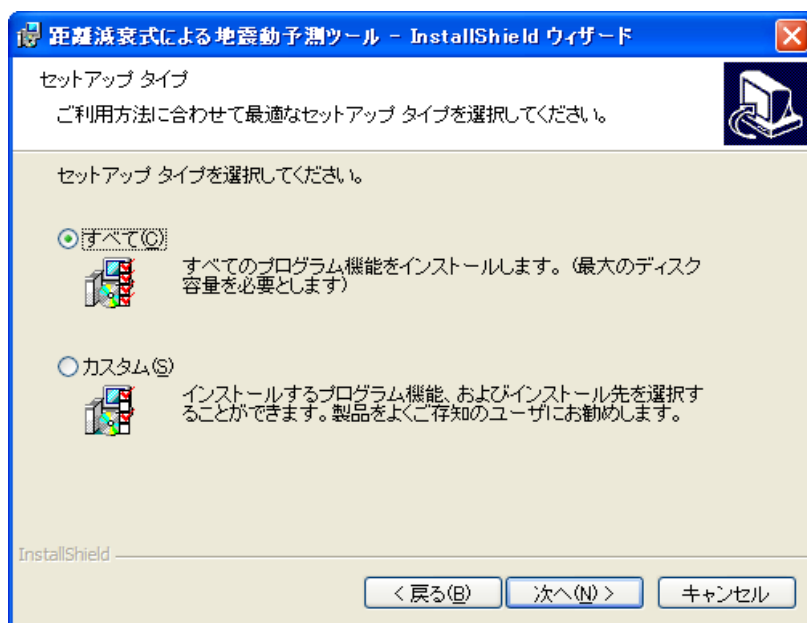 距離減衰式による地震動予測ツール - InstallShield ウィザード
セットアップ タイプ
ご利用方法に合わせて最適なセットアップ タイプを選択してください。
セットアップ タイプを選択してください。
すべて(C)
すべてのプログラム機能をインストールします。(最大のディスク
容量を必要とします)
カスタム(S)
インストールするプログラム機能、およびインストール先を選択す
ることができます。製品をよくご存知のユーザにお勧めします。
InstallShield
< 戻る(B)
次へ(N) >
キャンセル